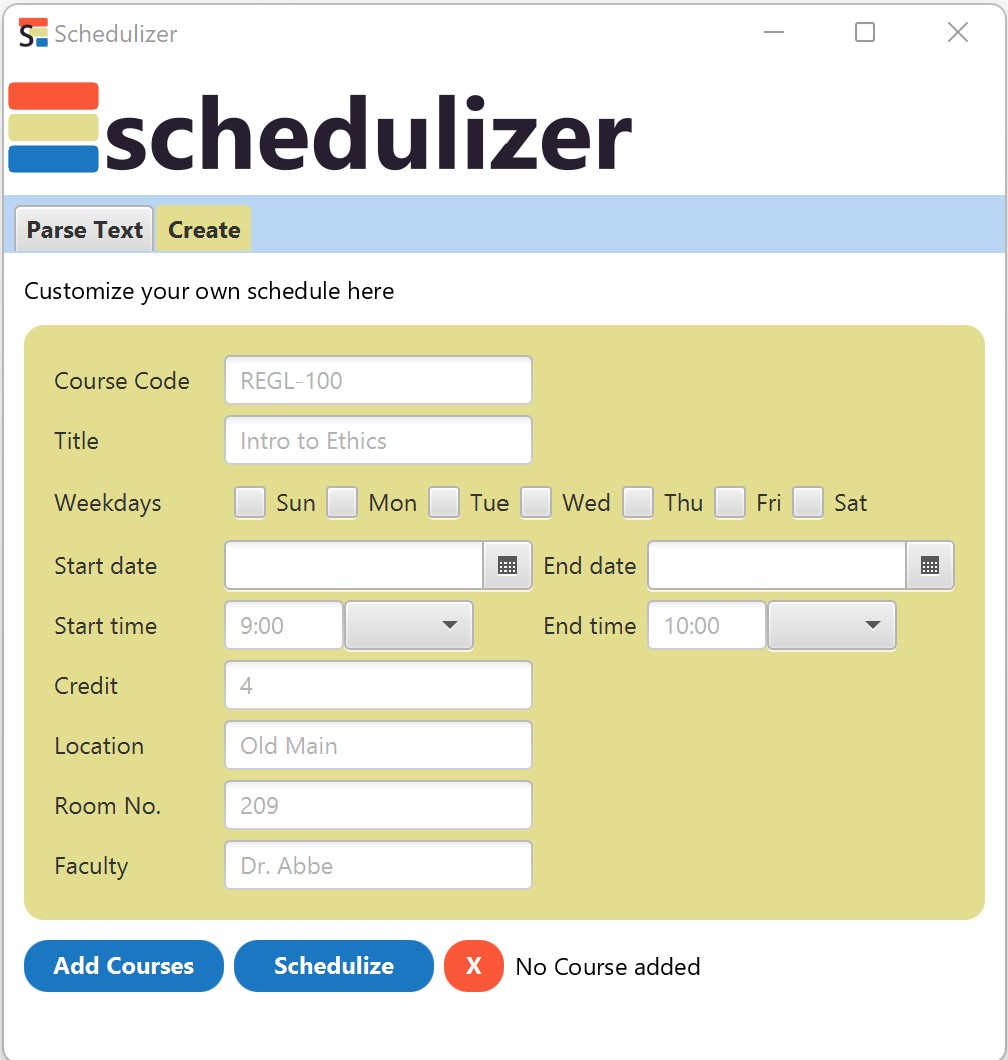 S Schedulizer
schedulizer
Parse Text Create
Customize your own schedule here
Course Code REGL-100
Title Intro to Ethics
Weekdays Sun Mon Tue Wed Thu Fri Sat
Start date End date
Start time 9:00 End time 10:00
Credit 4
Location Old Main
Room No. 209
Faculty Dr. Abbe
Add Courses Schedulize X No Course added